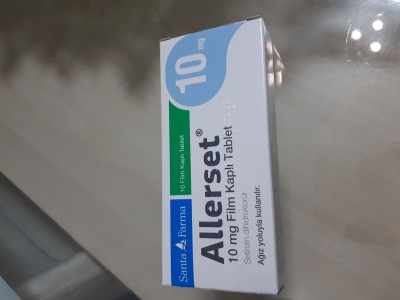 Santa Farma
10 Film Kaplı Tablet
10 mg
Allerset®
10 mg Film Kaplı Tablet
Setirizin dihidroklorür
Ağız yoluyla kullanılır.